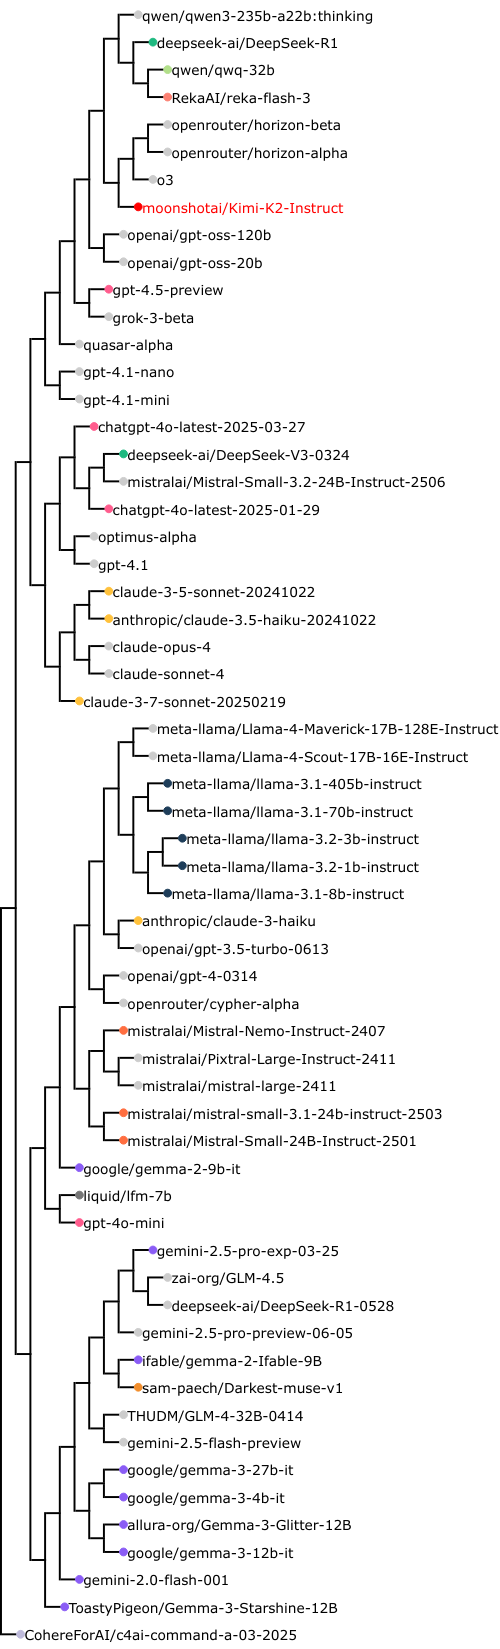 qwen/qwen3-235b-a22b:thinking
deepseek-ai/DeepSeek-R1
qwen/qwq-32b
RekaAI/reka-flash-3
openrouter/horizon-beta
openrouter/horizon-alpha
o3
moonshotai/Kimi-K2-Instruct
openai/gpt-oss-120b
openai/gpt-oss-20b
gpt-4.5-preview
grok-3-beta
quasar-alpha
gpt-4.1-nano
gpt-4.1-mini
chatgpt-4o-latest-2025-03-27
deepseek-ai/DeepSeek-V3-0324
mistralai/Mistral-Small-3.2-24B-Instruct-2506
chatgpt-4o-latest-2025-01-29
optimus-alpha
gpt-4.1
claude-3-5-sonnet-20241022
anthropic/claude-3.5-haiku-20241022
claude-opus-4
claude-sonnet-4
claude-3-7-sonnet-20250219
meta-llama/Llama-4-Maverick-17B-128E-Instruct
meta-llama/Llama-4-Scout-17B-16E-Instruct
meta-llama/llama-3.1-405b-instruct
meta-llama/llama-3.1-70b-instruct
meta-llama/llama-3.2-3b-instruct
meta-llama/llama-3.2-1b-instruct
meta-llama/llama-3.1-8b-instruct
anthropic/claude-3-haiku
openai/gpt-3.5-turbo-0613
openai/gpt-4-0314
openrouter/cypher-alpha
mistralai/Mistral-Nemo-Instruct-2407
mistralai/Pixtral-Large-Instruct-2411
mistralai/mistral-large-2411
mistralai/mistral-small-3.1-24b-instruct-2503
mistralai/Mistral-Small-24B-Instruct-2501
google/gemma-2-9b-it
liquid/lfm-7b
gpt-4o-mini
gemini-2.5-pro-exp-03-25
zai-org/GLM-4.5
deepseek-ai/DeepSeek-R1-0528
gemini-2.5-pro-preview-06-05
ifable/gemma-2-Ifable-9B
sam-paech/Darkest-muse-v1
THUDM/GLM-4-32B-0414
gemini-2.5-flash-preview
google/gemma-3-27b-it
google/gemma-3-4b-it
allura-org/Gemma-3-Glitter-12B
google/gemma-3-12b-it
gemini-2.0-flash-001
ToastyPigeon/Gemma-3-Starshine-12B
CohereForAI/c4ai-command-a-03-2025